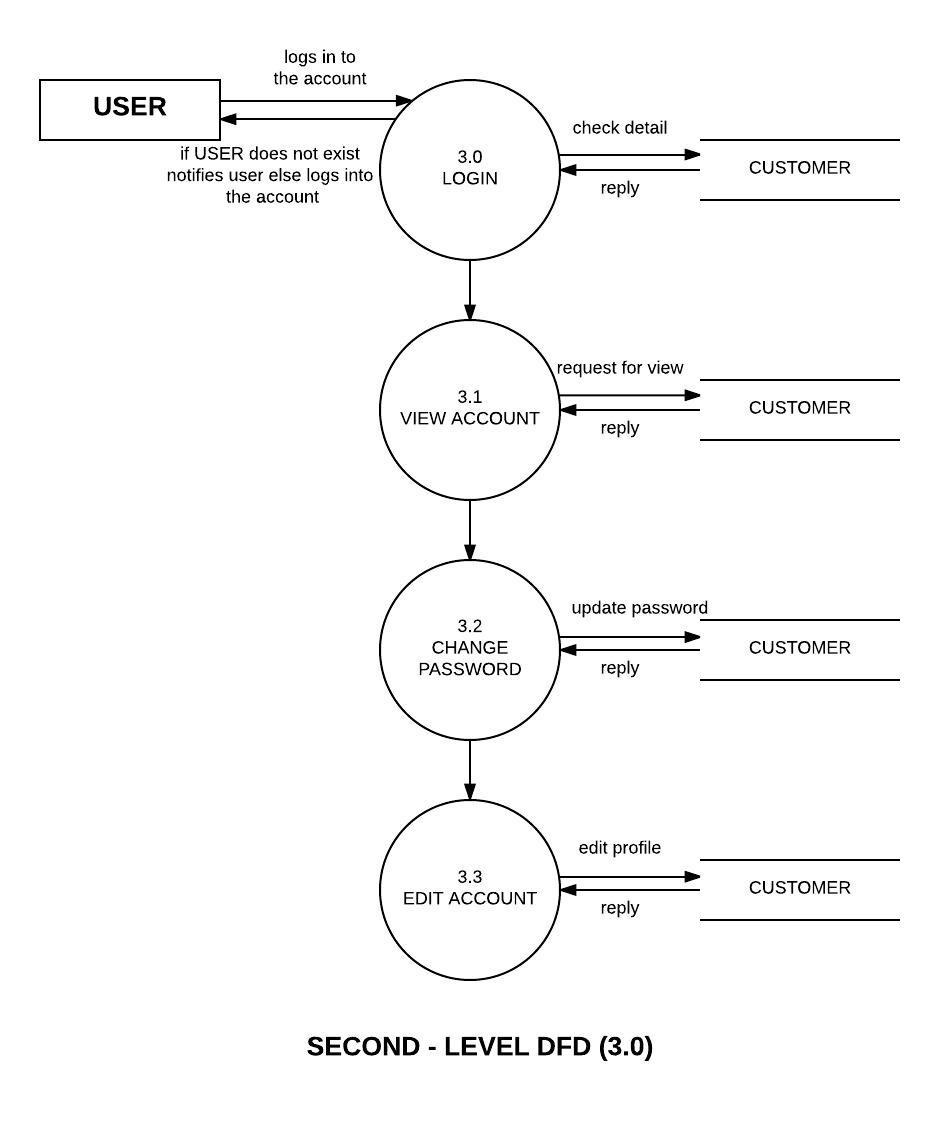 logs in to
the account
USER
if USER does not exist
notifies user else logs into
the account
3.0
LOGIN
check detail
CUSTOMER
reply
3.1
VIEW ACCOUNT
request for view
CUSTOMER
reply
3.2
CHANGE
PASSWORD
update password
CUSTOMER
reply
3.3
EDIT ACCOUNT
edit profile
CUSTOMER
reply
SECOND - LEVEL DFD (3.0)